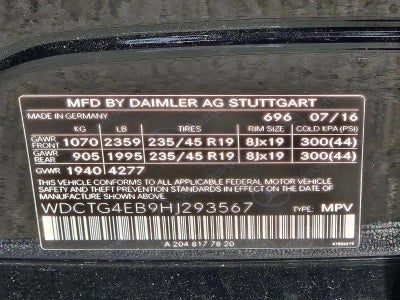 MFD BY DAIMLER AG STUTTGART
MADE IN GERMANY 696 07/16
KG LB TIRES RIM SIZE COLD KPA (PSI)
GAWR FRONT 1070 2359 235/45 R19 8Jx19 300(44)
GAWR REAR 905 1995 235/45 R19 8Jx19 300(44)
GVWR 1940 4277
THIS VEHICLE CONFORMS TO ALL APPLICABLE FEDERAL MOTOR
VEHICLE SAFETY AND THEFT PREVENTION STANDARDS IN EFFECT ON
MANUFACTURE DATE SHOWN ABOVE.
WDCTG4EB9HJ293567 TYPE: MPV
A 204 817 78 20